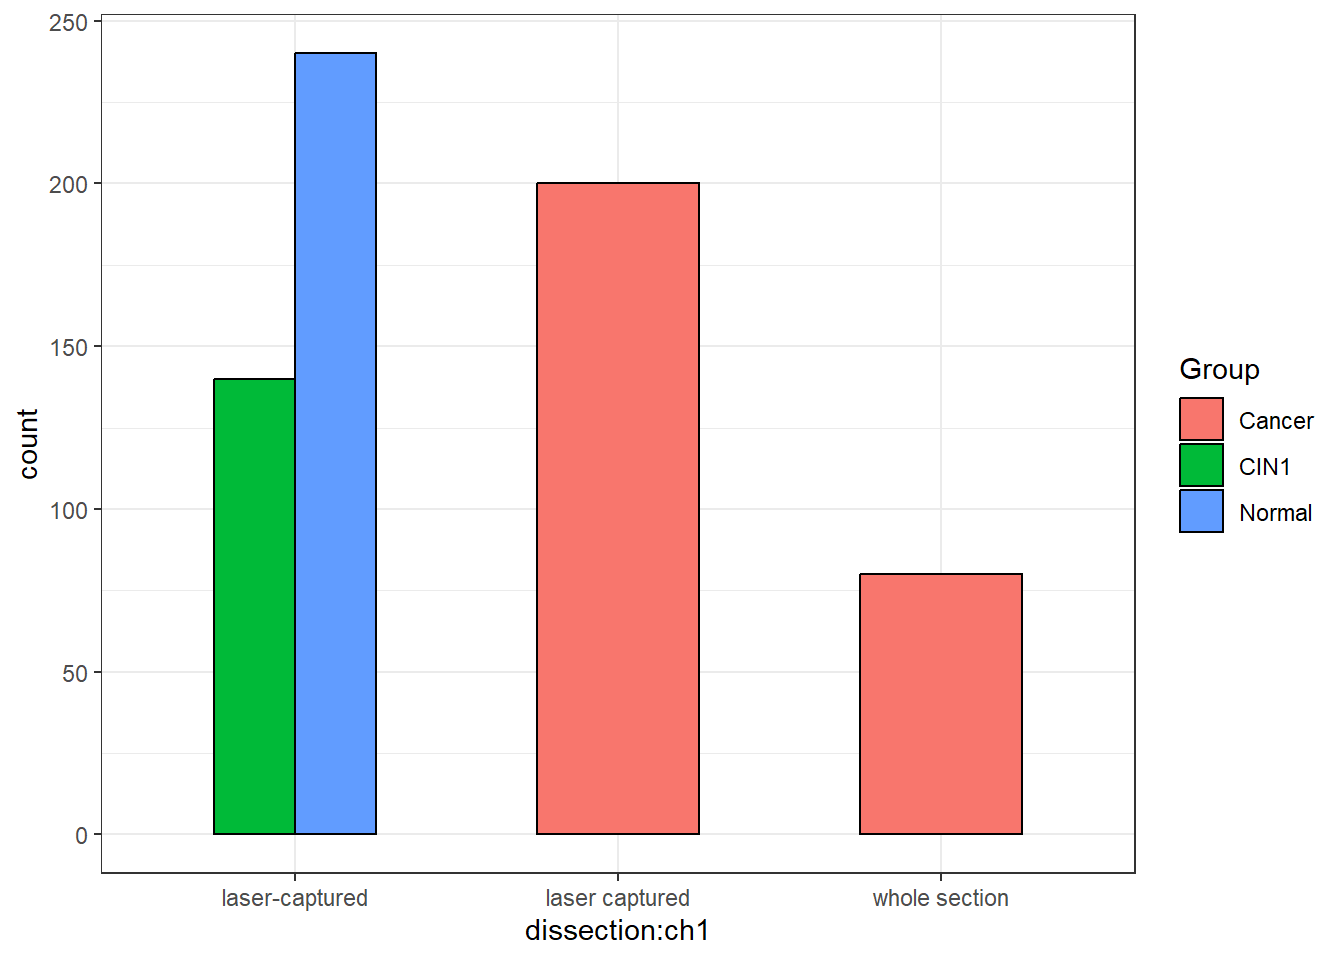 250
200
150
100
50
0
count
laser-captured
laser captured
whole section
dissection:ch1
Group
Cancer
CIN1
Normal